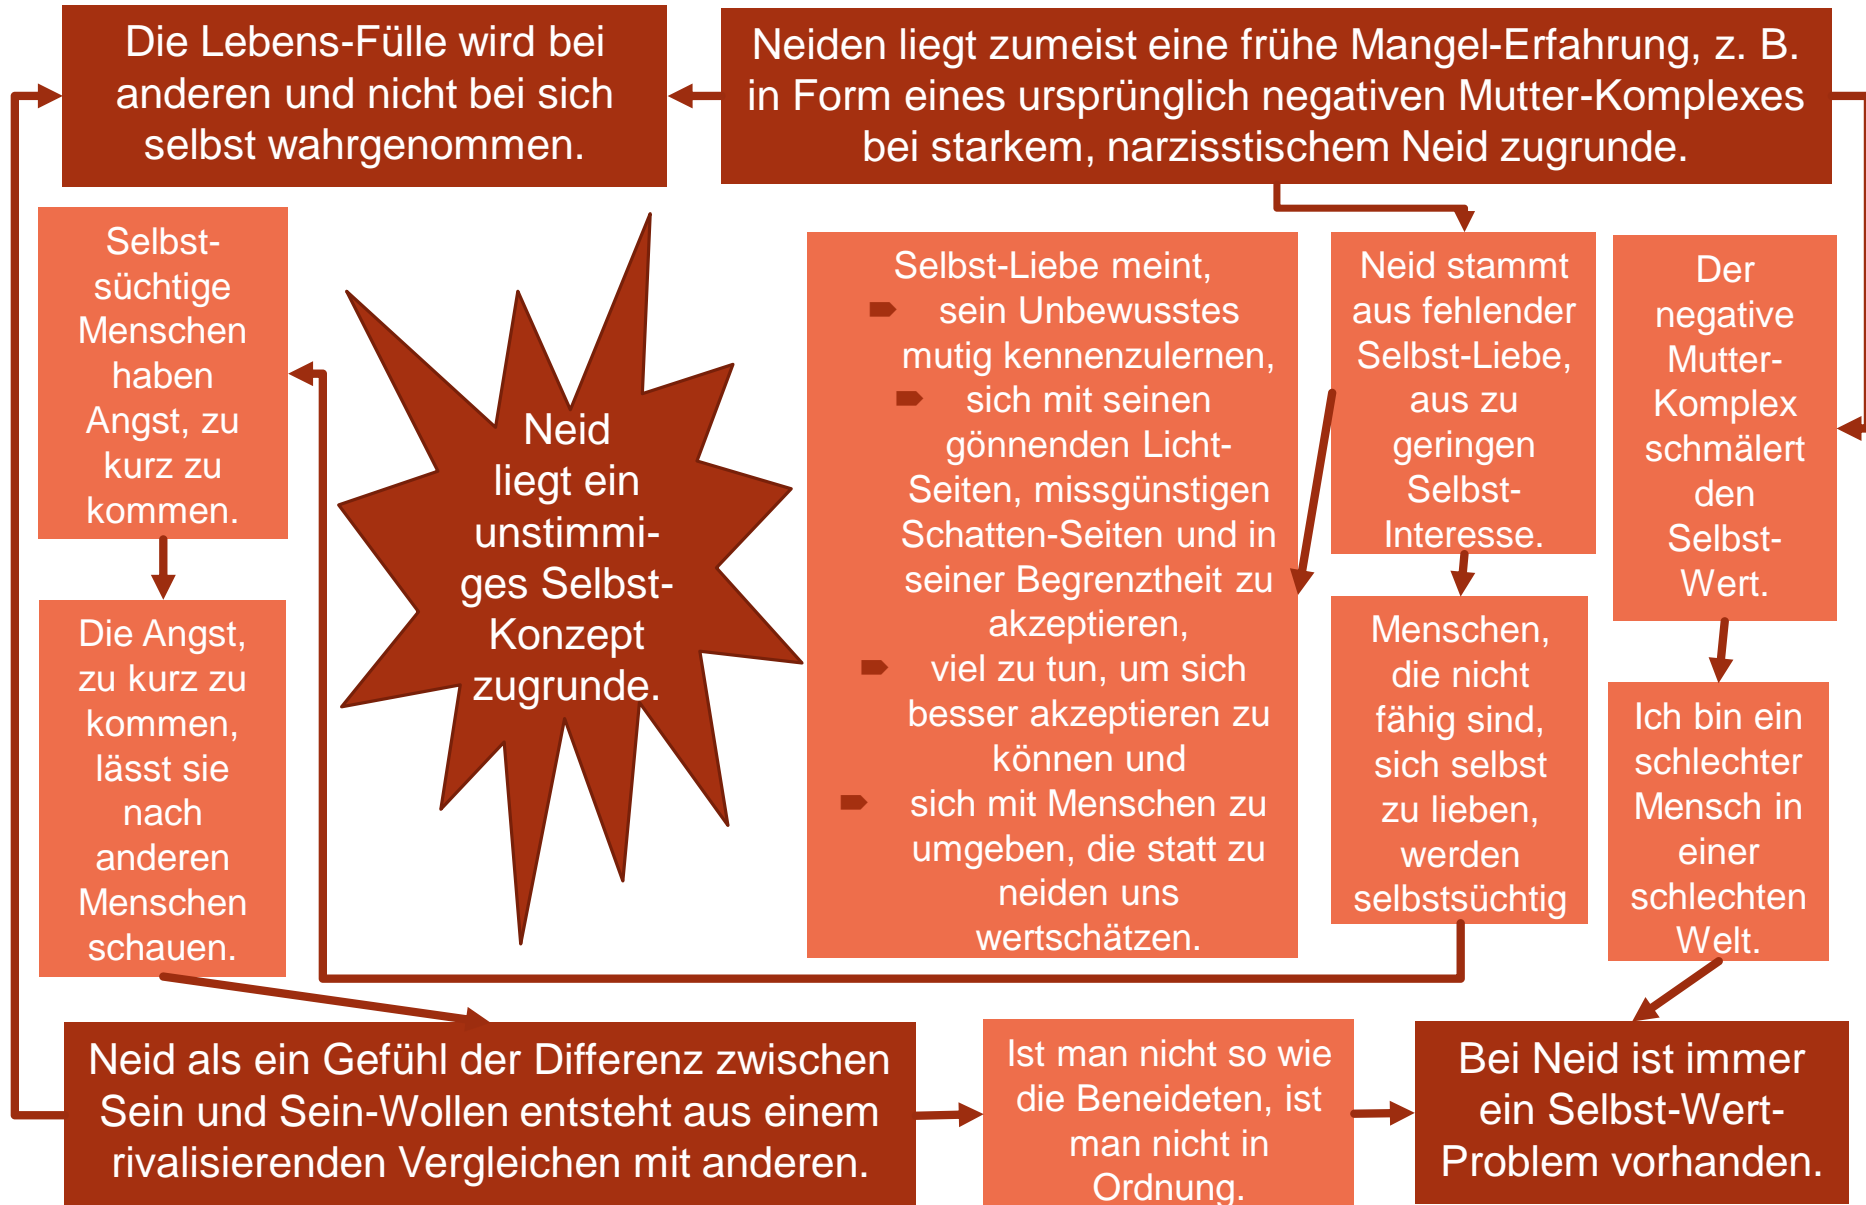 Die Lebens-Fülle wird bei
anderen und nicht bei sich
selbst wahrgenommen.
Neiden liegt zumeist eine frühe Mangel-Erfahrung, z. B.
in Form eines ursprünglich negativen Mutter-Komplexes
bei starkem, narzisstischem Neid zugrunde.
Selbst-
süchtige
Menschen
haben
Angst, zu
kurz zu
kommen.
Die Angst,
zu kurz zu
kommen,
lässt sie
nach
anderen
Menschen
schauen.
Neid
liegt ein
unstimmi-
ges Selbst-
Konzept
zugrunde.
Selbst-Liebe meint,
sein Unbewusstes
mutig kennenzulernen,
sich mit seinen
gönnenden Licht-
Seiten, missgünstigen
Schatten-Seiten und in
seiner Begrenztheit zu
akzeptieren,
viel zu tun, um sich
besser akzeptieren zu
können und
sich mit Menschen zu
umgeben, die statt zu
neiden uns
wertschätzen.
Neid stammt
aus fehlender
Selbst-Liebe,
aus zu
geringen
Selbst-
Interesse.
Menschen,
die nicht
fähig sind,
sich selbst
zu lieben,
werden
selbstsüchtig
Der
negative
Mutter-
Komplex
schmälert
den
Selbst-
Wert.
Ich bin ein
schlechter
Mensch in
einer
schlechten
Welt.
Neid als ein Gefühl der Differenz zwischen
Sein und Sein-Wollen entsteht aus einem
rivalisierenden Vergleichen mit anderen.
Ist man nicht so wie
die Beneideten, ist
man nicht in
Ordnung.
Bei Neid ist immer
ein Selbst-Wert-
Problem vorhanden.